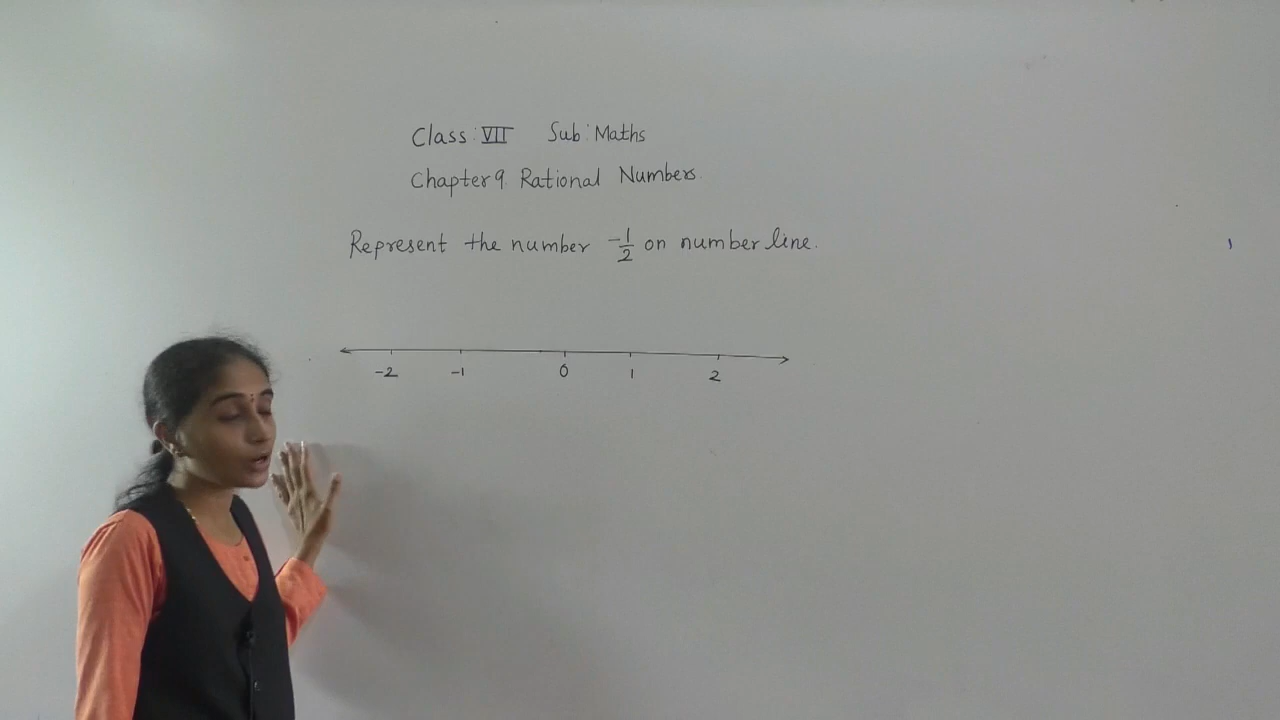 Class: VII Sub: Maths
Chapter 9. Rational Numbers.
Represent the number -1/2 on number line.
-2 -1 0 1 2